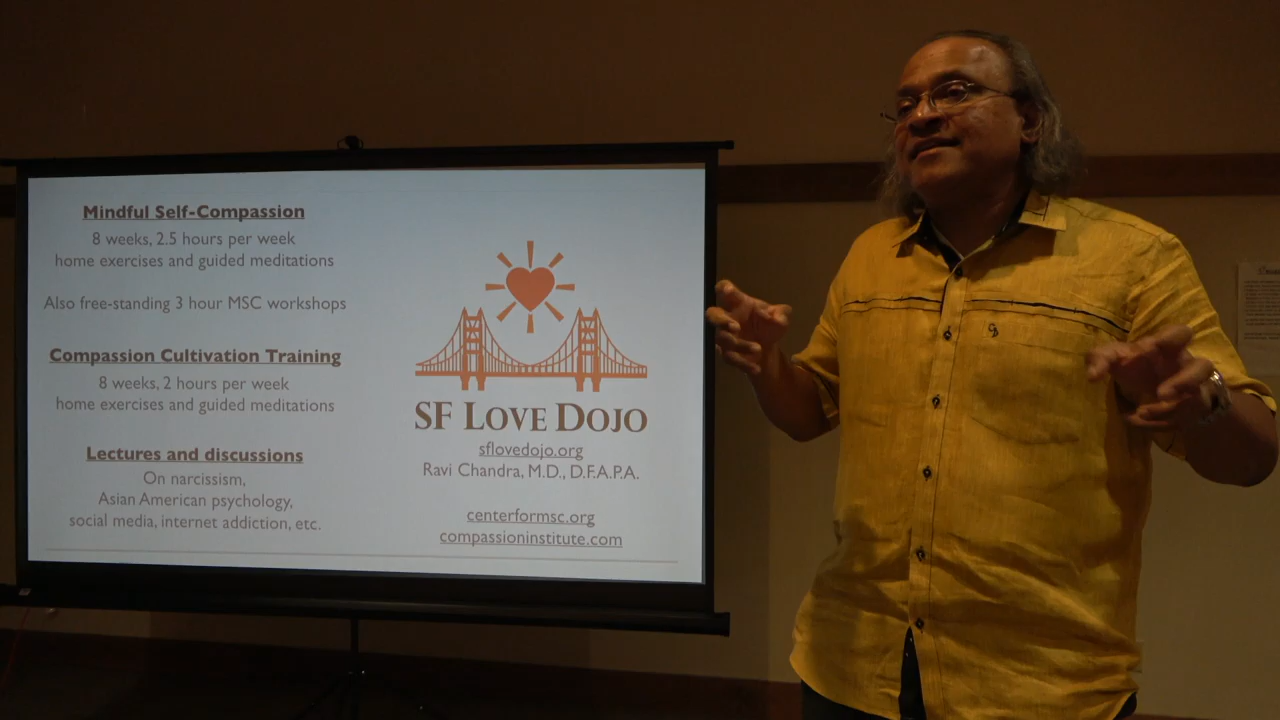 Mindful Self-Compassion
8 weeks, 2.5 hours per week
home exercises and guided meditations
Also free-standing 3 hour MSC workshops
Compassion Cultivation Training
8 weeks, 2 hours per week
home exercises and guided meditations
Lectures and discussions
On narcissism,
Asian American psychology,
social media, internet addiction, etc.
SF LOVE DOJO
sflovedojo.org
Ravi Chandra, M.D., D.F.A.P.A.
centerformsc.org
compassioninstitute.com